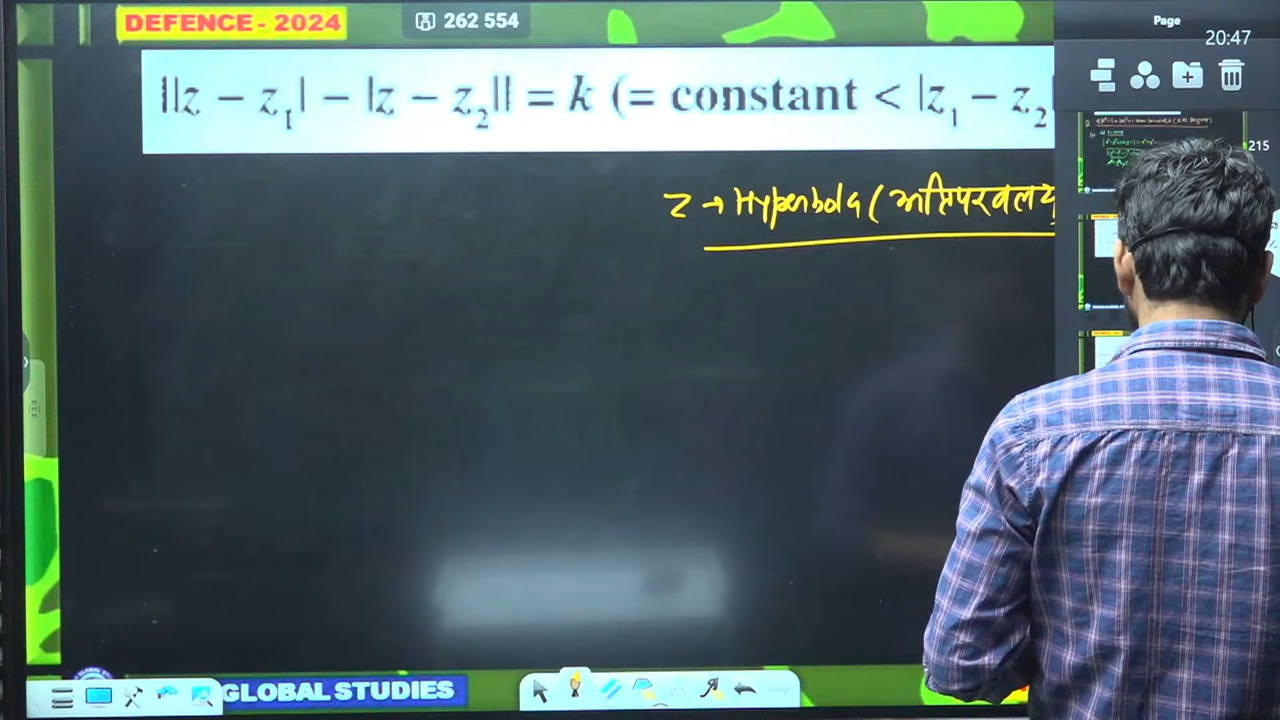 DEFENCE - 2024
262 554
Page
20:47
||z − z₁| − |z − z₂|| = k (= constant < |z₁ − z₂|
215
z → Hyperbola (अतिपरवलय
GLOBAL STUDIES